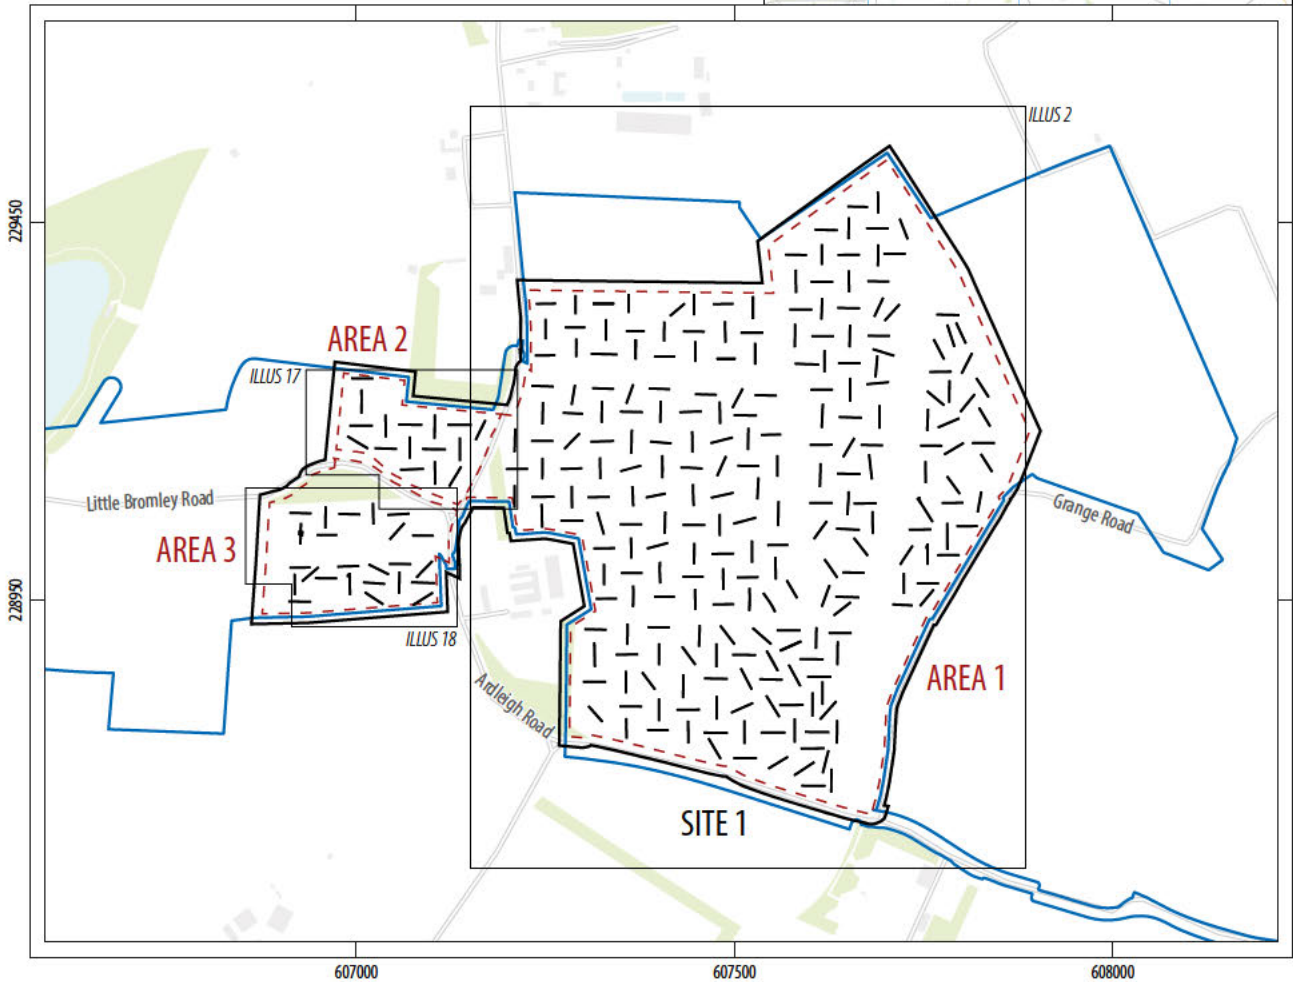 ILLUS 2
229450
AREA 2
ILLUS 17
Little Bromley Road
Grange Road
AREA 3
228950
ILLUS 18
AREA 1
Ardleigh Road
SITE 1
607000
607500
608000